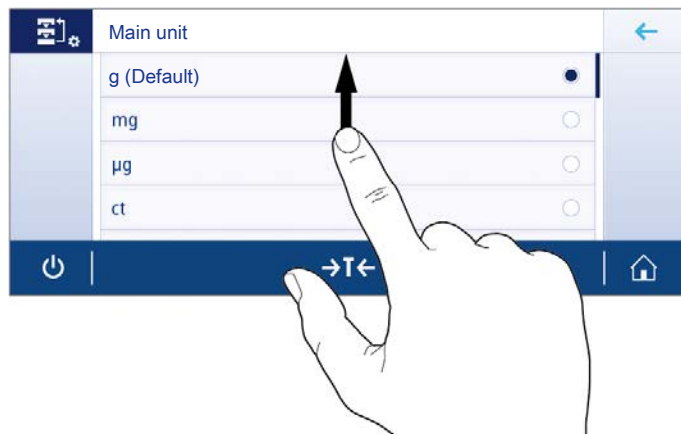 Main unit
g (Default)
mg
µg
ct
→T←